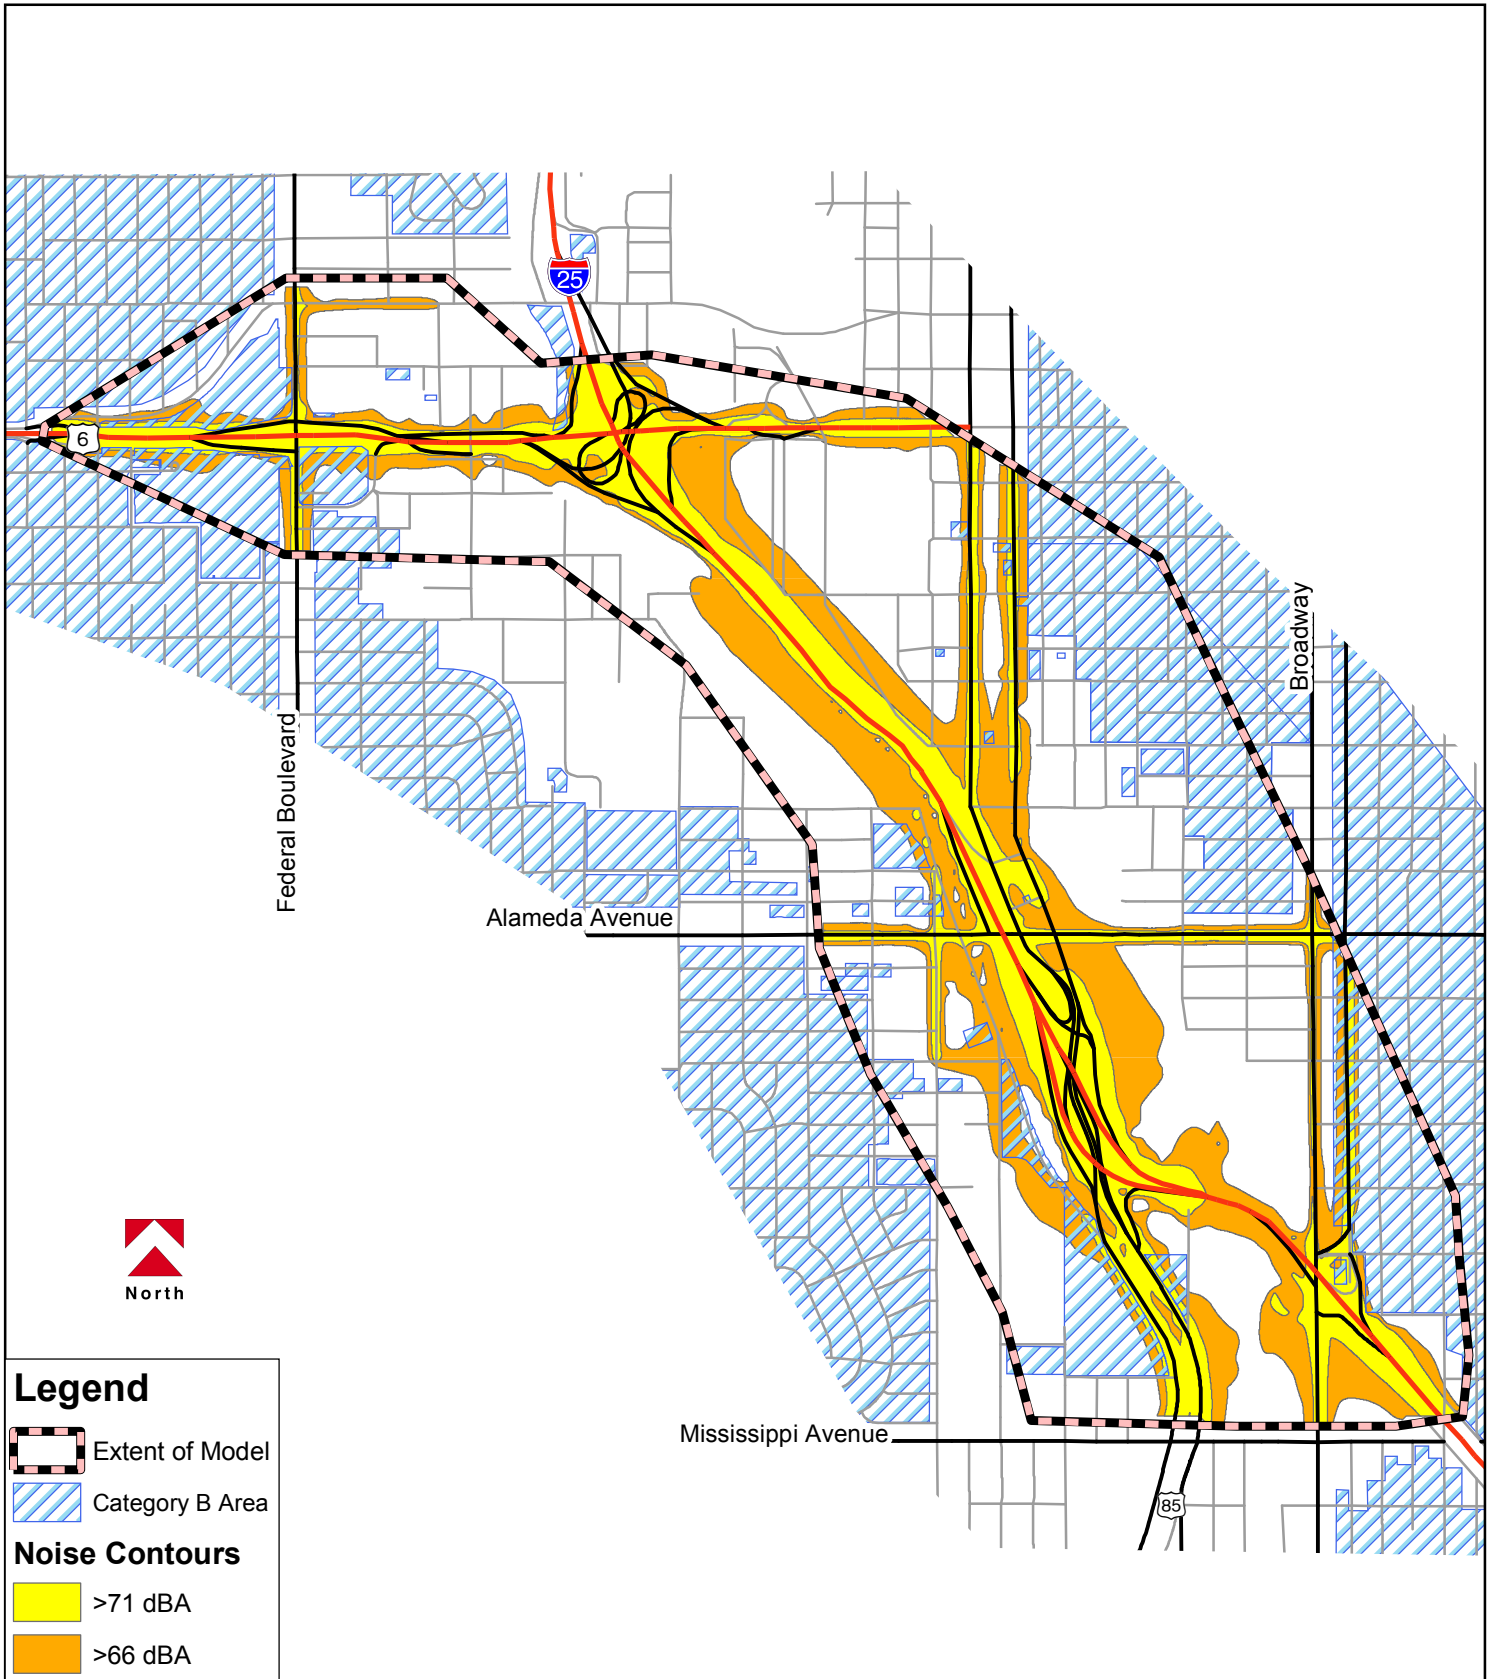 25
6
Broadway
Federal Boulevard
Alameda Avenue
North
Mississippi Avenue
85
Legend
Extent of Model
Category B Area
Noise Contours
>71 dBA
>66 dBA